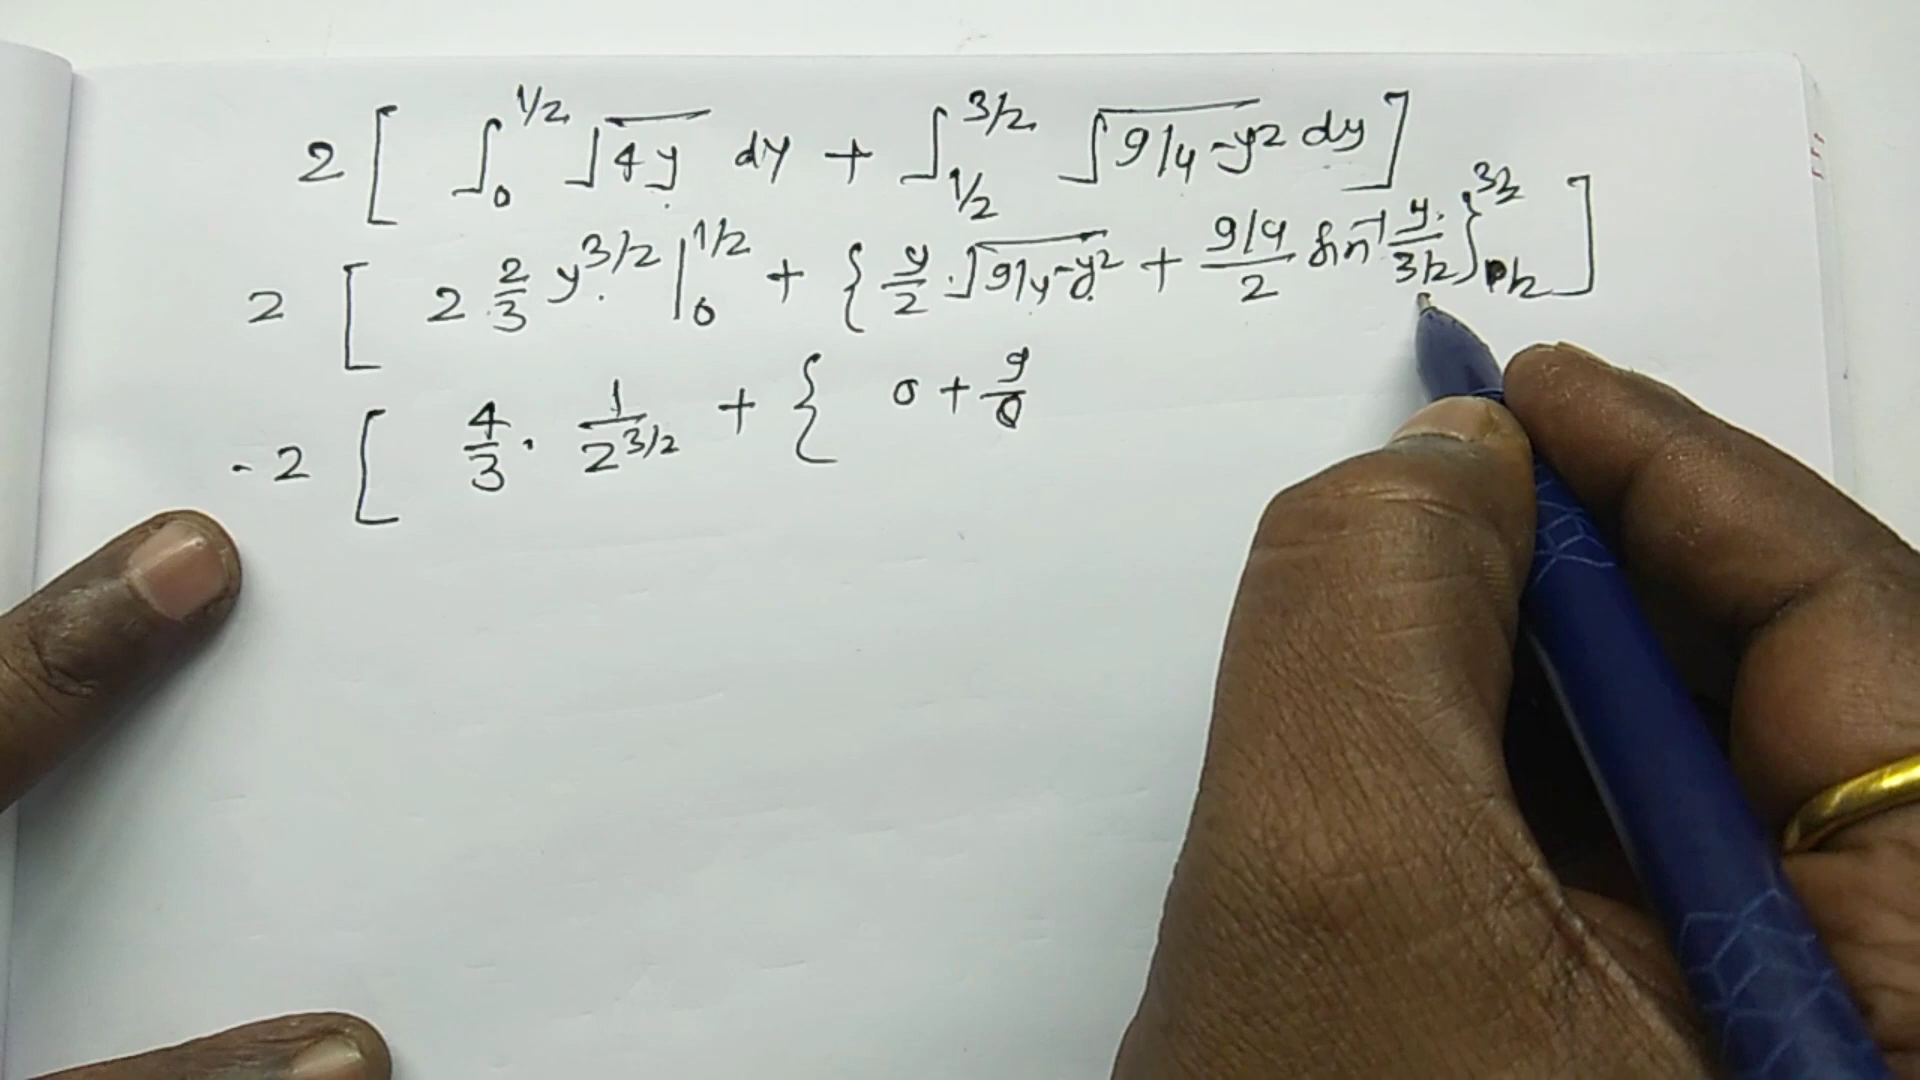 2 [ ∫₀^{1/2} √4y dy + ∫_{1/2}^{3/2} √9/4-y² dy ]
2 [ 2 2/3 y^{3/2} |₀^{1/2} + { y/2 . √9/4-y² + 9/4/2 sin⁻¹ y/3/2 }_{1/2}^{3/2} ]
- 2 [ 4/3 . 1/2^{3/2} + { 0 + 9/8